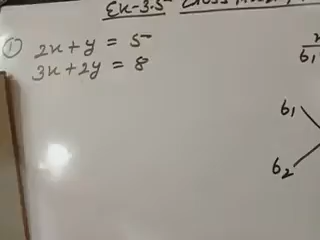 Ex-3.5
① 2x + y = 5
3x + 2y = 8
b₁
b₁
b₂